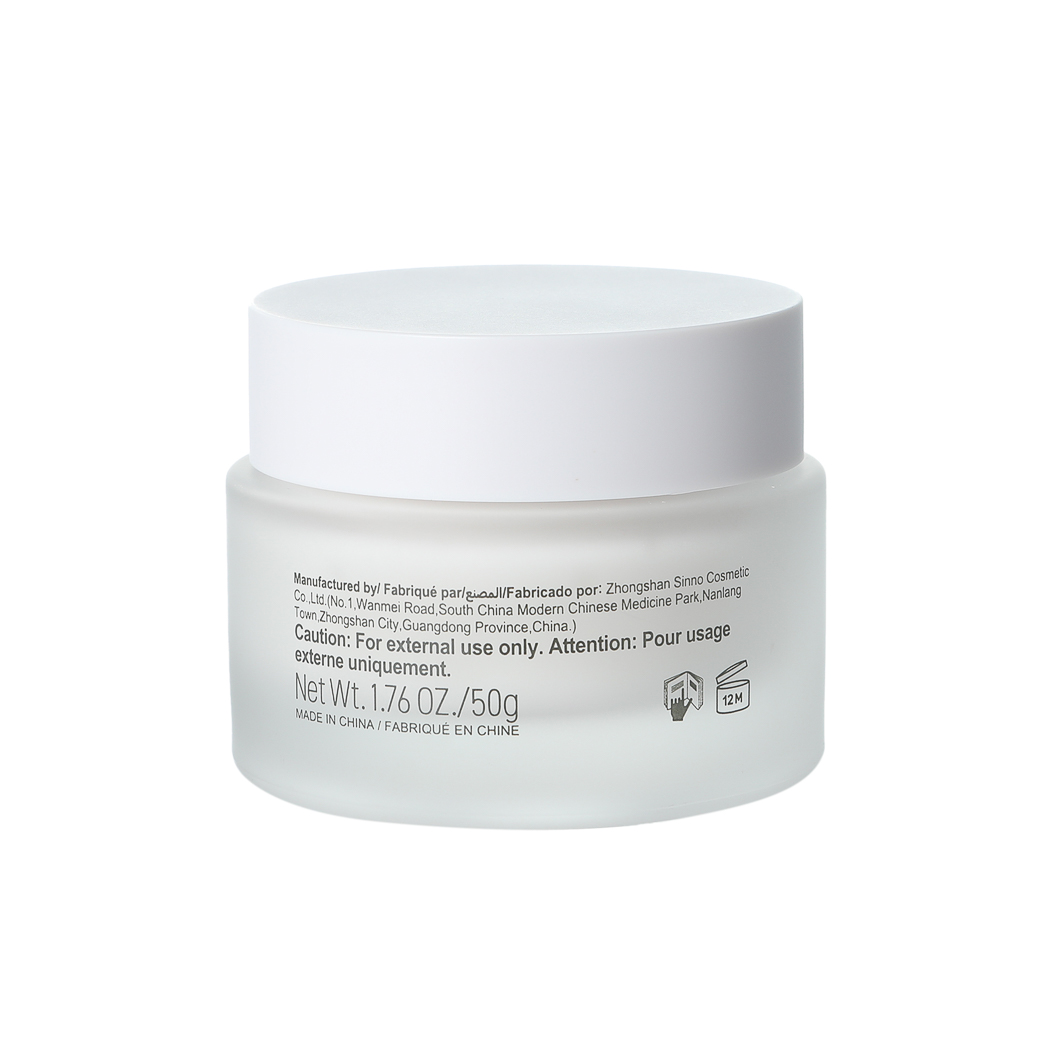 Manufactured by/ Fabriqué par/المصنع/Fabricado por: Zhongshan Sinno Cosmetic
Co.,Ltd.(No.1,Wanmei Road,South China Modern Chinese Medicine Park,Nanlang
Town,Zhongshan City,Guangdong Province,China.)
Caution: For external use only. Attention: Pour usage
externe uniquement.
Net Wt. 1.76 OZ./50g
12M
MADE IN CHINA / FABRIQUÉ EN CHINE